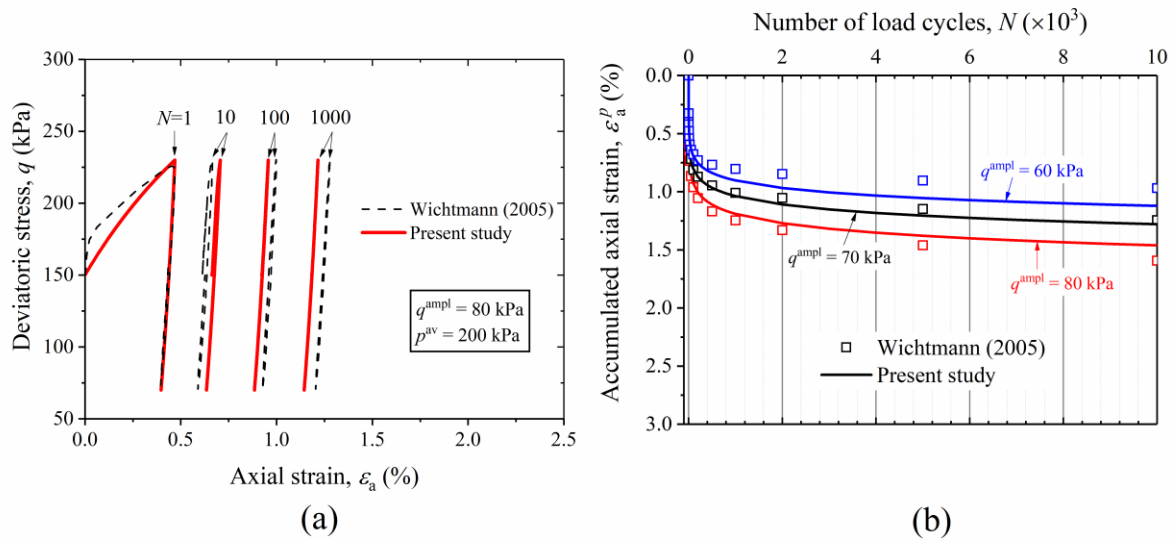 300
250
200
150
100
50
0.0
0.5
1.0
1.5
2.0
2.5
Deviatoric stress, q (kPa)
Axial strain, εa (%)
N=1
10
100
1000
Wichtmann (2005)
Present study
q^ampl = 80 kPa
p^av = 200 kPa
(a)
Number of load cycles, N (×10³)
0
2
4
6
8
10
0.0
0.5
1.0
1.5
2.0
2.5
3.0
Accumulated axial strain, ε_a^p (%)
q^ampl = 60 kPa
q^ampl = 70 kPa
q^ampl = 80 kPa
Wichtmann (2005)
Present study
(b)